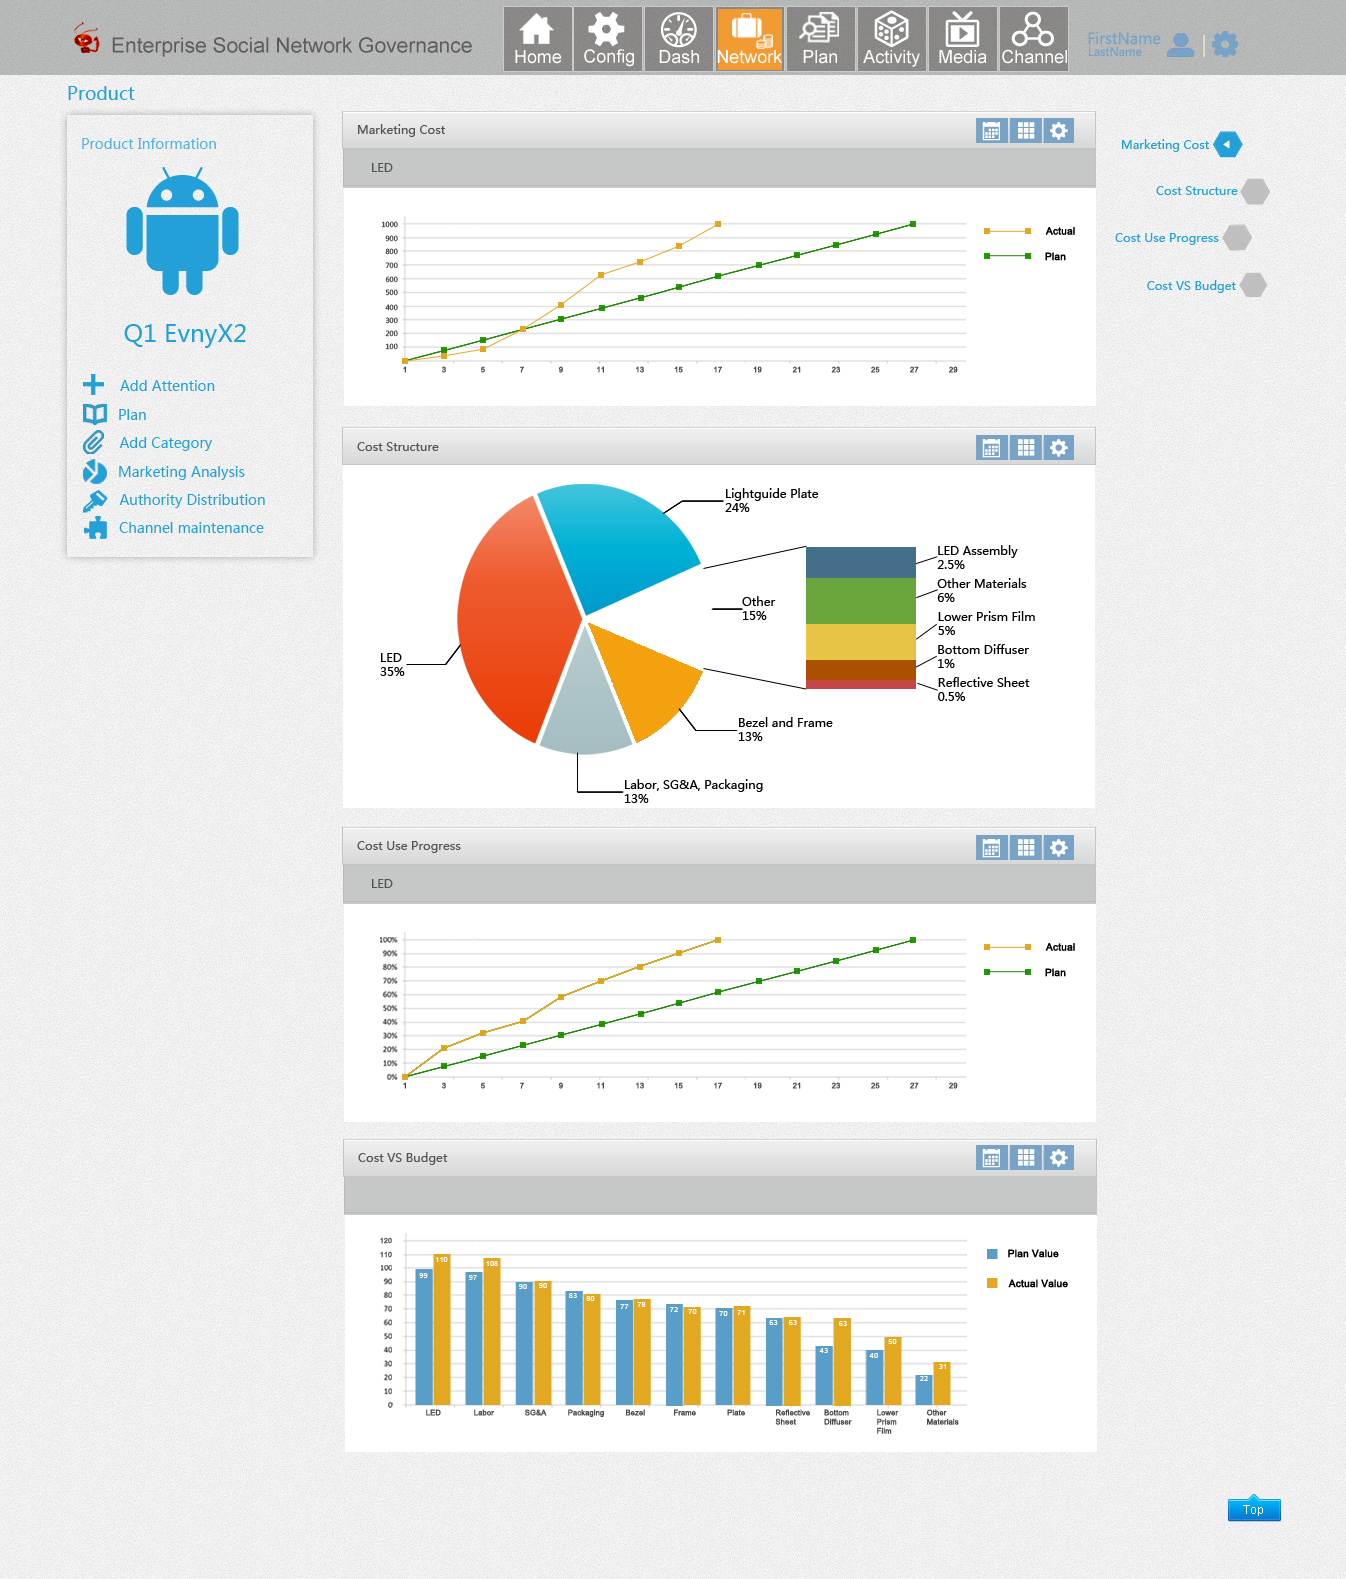 Enterprise Social Network Governance
Home
Config
Dash
Network
Plan
Activity
Media
Channel
FirstName
LastName
Product
Product Information
Q1 EvnyX2
Add Attention
Plan
Add Category
Marketing Analysis
Authority Distribution
Channel maintenance
Marketing Cost
LED
1000
900
800
700
600
500
400
300
200
100
1 3 5 7 9 11 13 15 17 19 21 23 25 27 29
Actual
Plan
Marketing Cost
Cost Structure
Cost Use Progress
Cost VS Budget
Cost Structure
Lightguide Plate
24%
Other
15%
LED
35%
Bezel and Frame
13%
Labor, SG&A, Packaging
13%
LED Assembly
2.5%
Other Materials
6%
Lower Prism Film
5%
Bottom Diffuser
1%
Reflective Sheet
0.5%
Cost Use Progress
LED
100%
90%
80%
70%
60%
50%
40%
30%
20%
10%
0%
1 3 5 7 9 11 13 15 17 19 21 23 25 27 29
Actual
Plan
Cost VS Budget
120
110
100
90
80
70
60
50
40
30
20
10
0
99 110 97 108 90 90 83 80 77 78 72 70 70 71 63 63 43 63 40 50 22 31
LED
Labor
SG&A
Packaging
Bezel
Frame
Plate
Reflective
Sheet
Bottom
Diffuser
Lower
Prism
Film
Other
Materials
Plan Value
Actual Value
Top